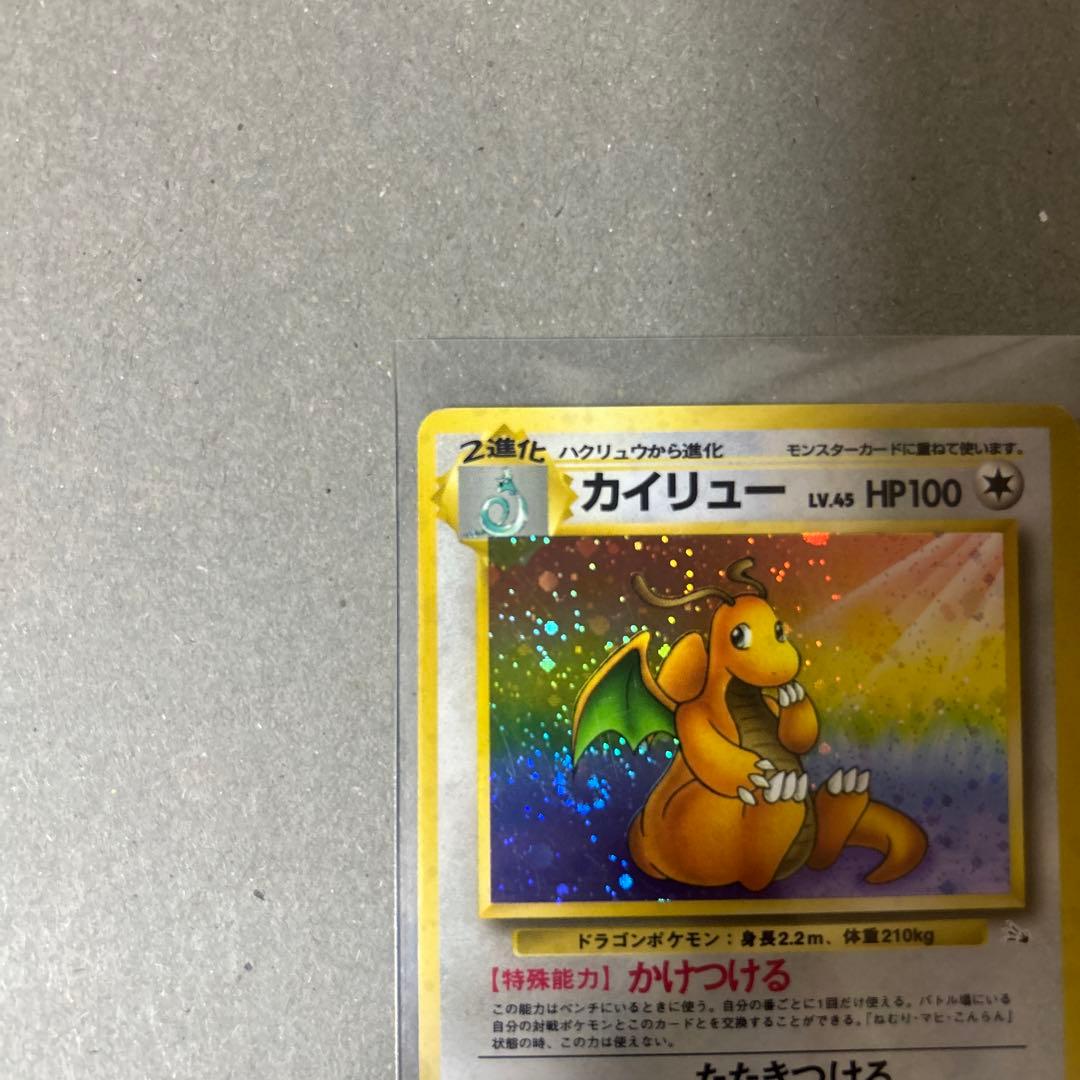 2進化 ハクリュウから進化 モンスターカードに重ねて使います。
カイリュー LV.45 HP100
ドラゴンポケモン：身長2.2m、体重210kg
【特殊能力】かけつける
この能力はベンチにいるときに使う。自分の番ごとに1回だけ使える。バトル場にいる
自分の対戦ポケモンとこのカードとを交換することができる。「ねむり・マヒ・こんらん」
状態の時、この力は使えない。
たたきつける